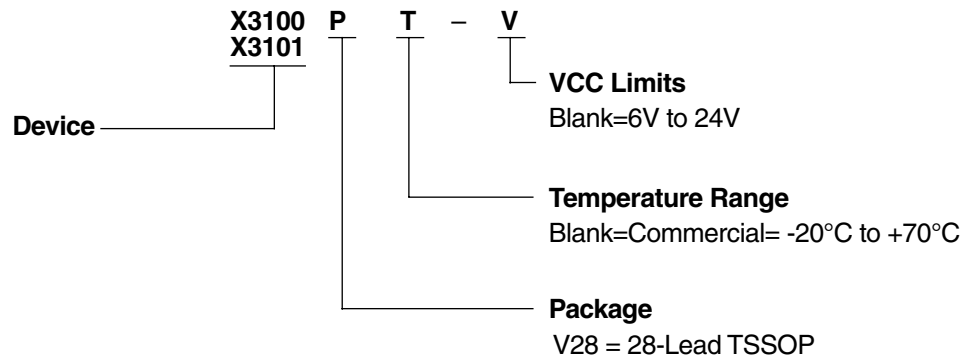 X3100 P T – V
X3101
VCC Limits
Blank=6V to 24V
Device
Temperature Range
Blank=Commercial= -20°C to +70°C
Package
V28 = 28-Lead TSSOP